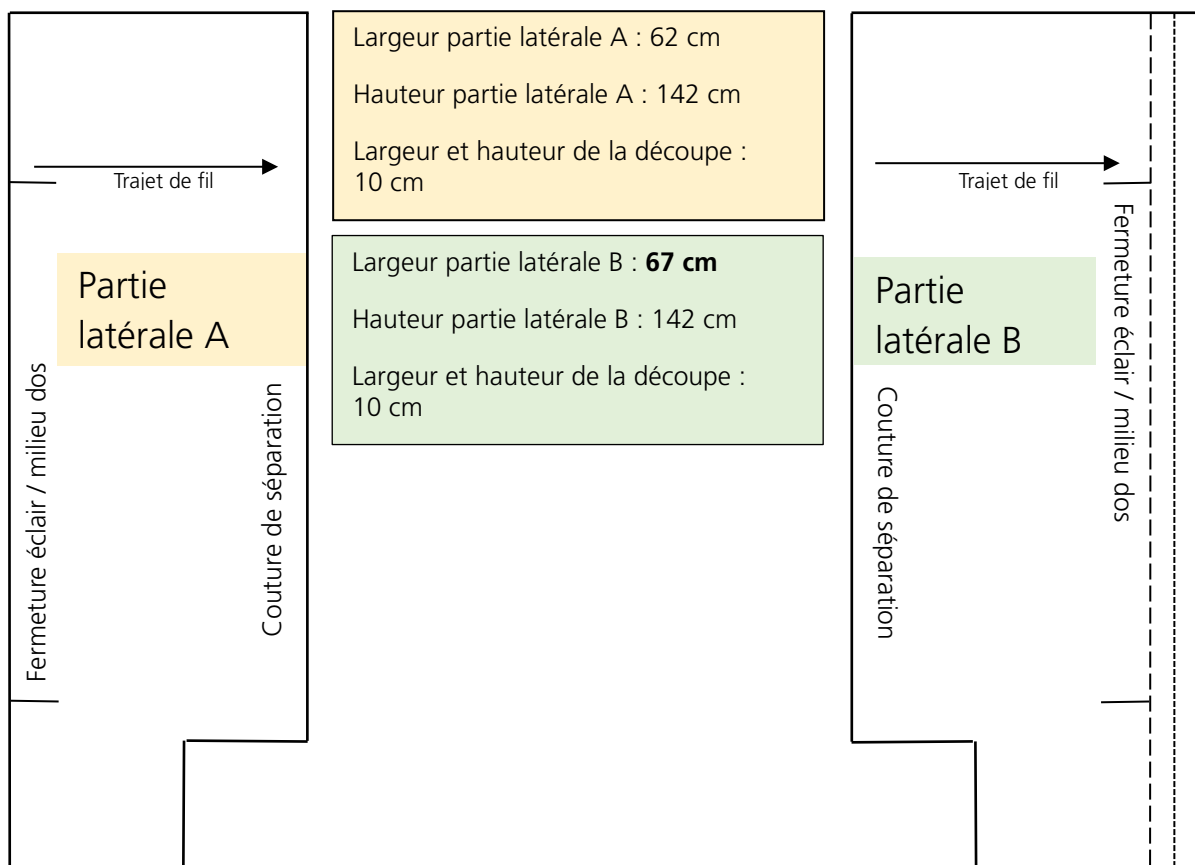 Largeur partie latérale A : 62 cm
Hauteur partie latérale A : 142 cm
Largeur et hauteur de la découpe :
10 cm
Trajet de fil
Trajet de fil
Largeur partie latérale B : 67 cm
Hauteur partie latérale B : 142 cm
Largeur et hauteur de la découpe :
10 cm
Partie
latérale A
Partie
latérale B
Fermeture éclair / milieu dos
Couture de séparation
Couture de séparation
Fermeture éclair / milieu dos